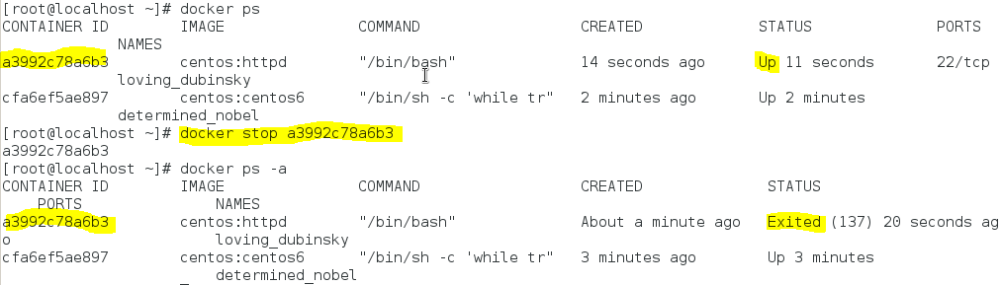 [root@localhost ~]# docker ps
CONTAINER ID        IMAGE               COMMAND                  CREATED             STATUS              PORTS
             NAMES
a3992c78a6b3        centos:httpd        "/bin/bash"              14 seconds ago      Up 11 seconds       22/tcp
             loving_dubinsky
cfa6ef5ae897        centos:centos6      "/bin/sh -c 'while tr"   2 minutes ago       Up 2 minutes
             determined_nobel
[root@localhost ~]# docker stop a3992c78a6b3
a3992c78a6b3
[root@localhost ~]# docker ps -a
CONTAINER ID        IMAGE               COMMAND                  CREATED              STATUS
    PORTS               NAMES
a3992c78a6b3        centos:httpd        "/bin/bash"              About a minute ago   Exited (137) 20 seconds ag
o                       loving_dubinsky
cfa6ef5ae897        centos:centos6      "/bin/sh -c 'while tr"   3 minutes ago        Up 3 minutes
                        determined_nobel